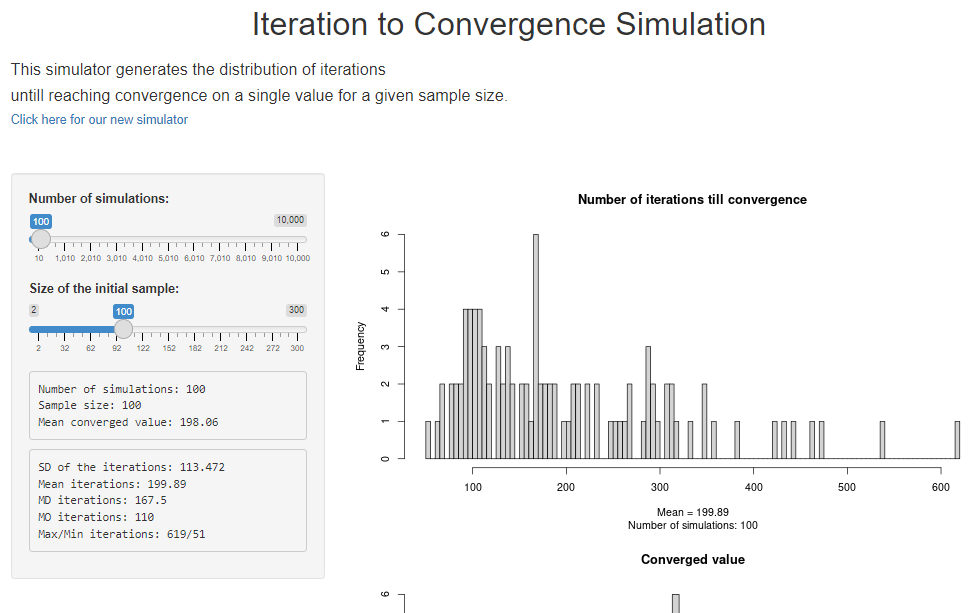 Iteration to Convergence Simulation
This simulator generates the distribution of iterations
untill reaching convergence on a single value for a given sample size.
Click here for our new simulator
Number of simulations:
100
10,000
10 1,010 2,010 3,010 4,010 5,010 6,010 7,010 8,010 9,010 10,000
Size of the initial sample:
2
100
300
2 32 62 92 122 152 182 212 242 272 300
Number of simulations: 100
Sample size: 100
Mean converged value: 198.06
SD of the iterations: 113.472
Mean iterations: 199.89
MD iterations: 167.5
MO iterations: 110
Max/Min iterations: 619/51
Number of iterations till convergence
Frequency
6
5
4
3
2
1
0
100 200 300 400 500 600
Mean = 199.89
Number of simulations: 100
Converged value
6